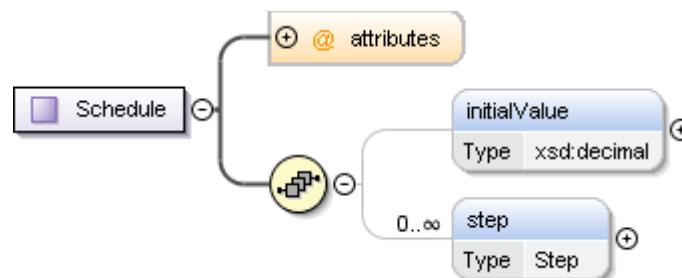 @ attributes
Schedule
initialValue
Type xsd:decimal
0..∞
step
Type Step